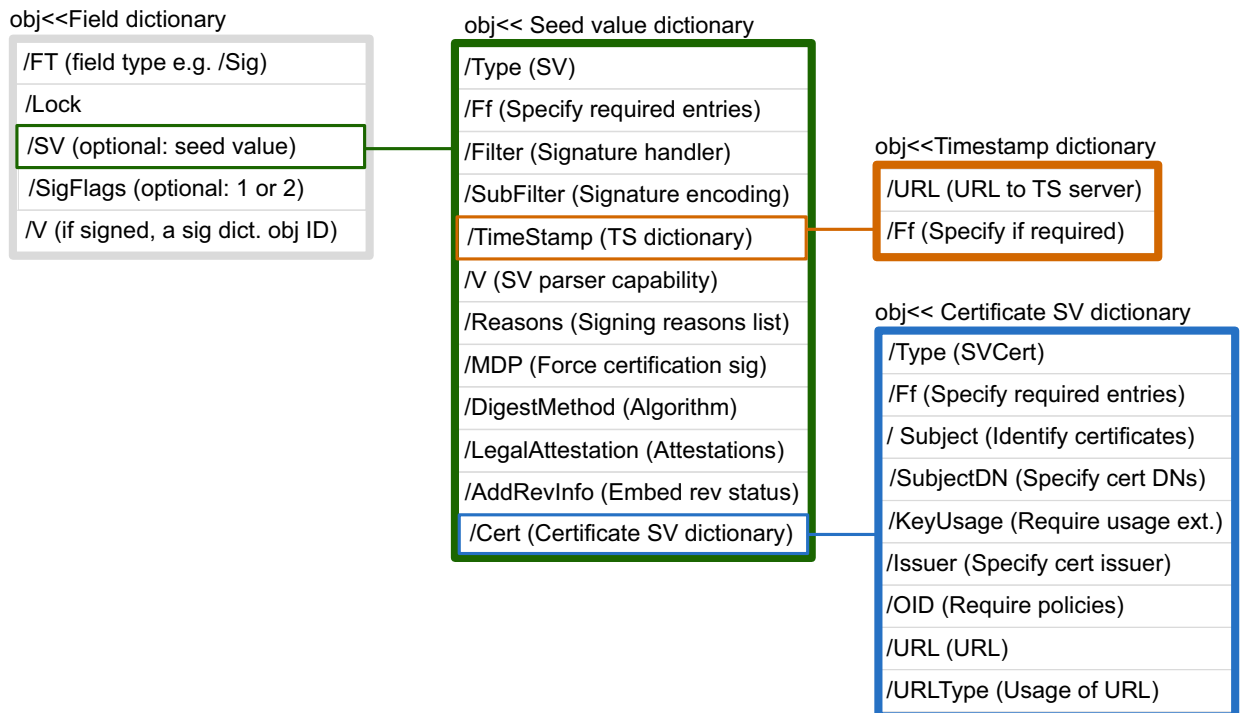 obj<<Field dictionary
/FT (field type e.g. /Sig)
/Lock
/SV (optional: seed value)
/SigFlags (optional: 1 or 2)
/V (if signed, a sig dict. obj ID)
obj<< Seed value dictionary
/Type (SV)
/Ff (Specify required entries)
/Filter (Signature handler)
/SubFilter (Signature encoding)
/TimeStamp (TS dictionary)
/V (SV parser capability)
/Reasons (Signing reasons list)
/MDP (Force certification sig)
/DigestMethod (Algorithm)
/LegalAttestation (Attestations)
/AddRevInfo (Embed rev status)
/Cert (Certificate SV dictionary)
obj<<Timestamp dictionary
/URL (URL to TS server)
/Ff (Specify if required)
obj<< Certificate SV dictionary
/Type (SVCert)
/Ff (Specify required entries)
/ Subject (Identify certificates)
/SubjectDN (Specify cert DNs)
/KeyUsage (Require usage ext.)
/Issuer (Specify cert issuer)
/OID (Require policies)
/URL (URL)
/URLType (Usage of URL)